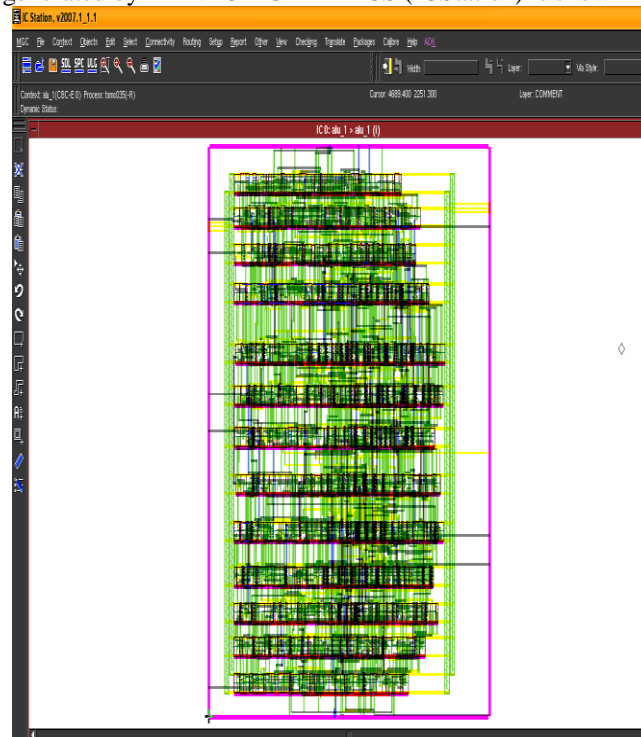 IC Station, v2007.1_1.1
MGC File Context Objects Edit Select Connectivity Routing Setup Report Other View Checking Translate Packages Calibre Help ADK
SDL SPC VLG Width Layer: Via Style:
Context: alu_1(CBC-E 0) Process: tsmc035(-R) Cursor: 4689.400 2251.300 Layer: COMMENT
Dynamic Status:
IC 0: alu_1 > alu_1 (i)